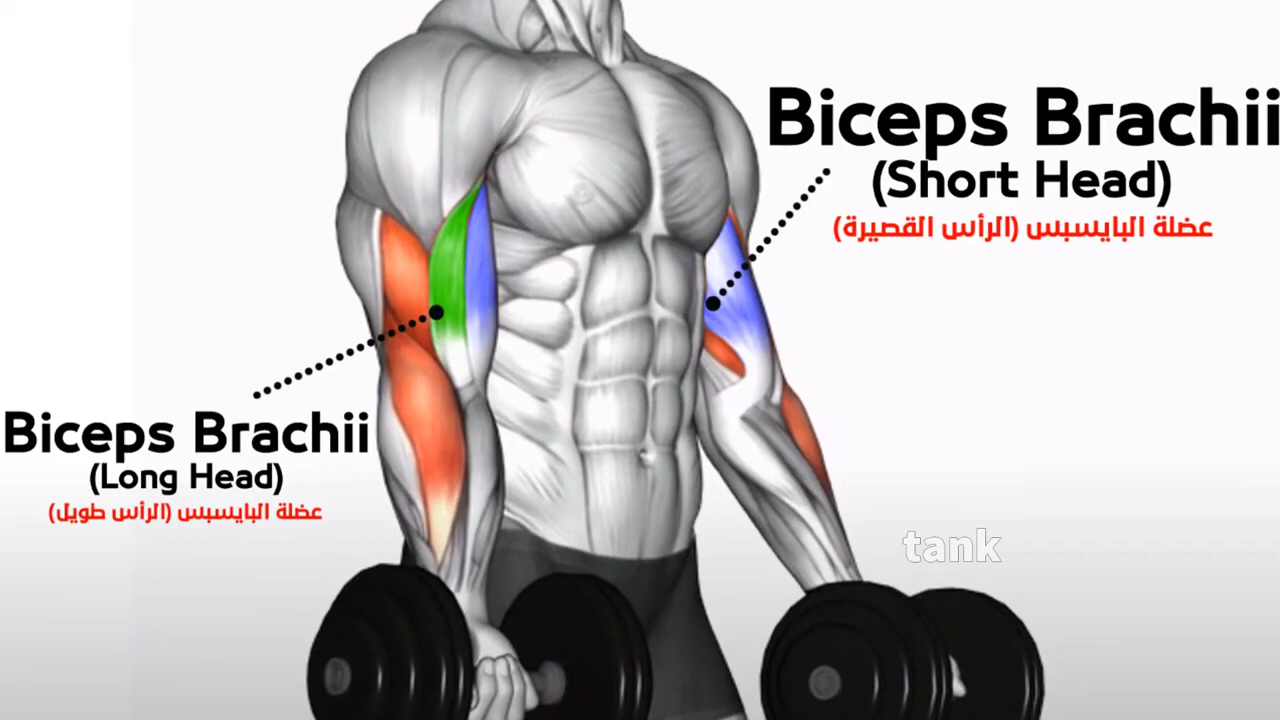 Biceps Brachii
(Short Head)
عضلة البايسبس (الرأس القصيرة)
Biceps Brachii
(Long Head)
عضلة البايسبس (الرأس طويل)
tank